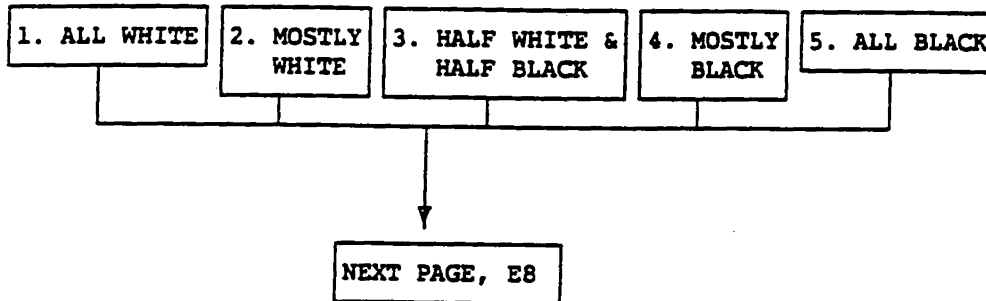 1. ALL WHITE
2. MOSTLY
WHITE
3. HALF WHITE &
HALF BLACK
4. MOSTLY
BLACK
5. ALL BLACK
NEXT PAGE, E8